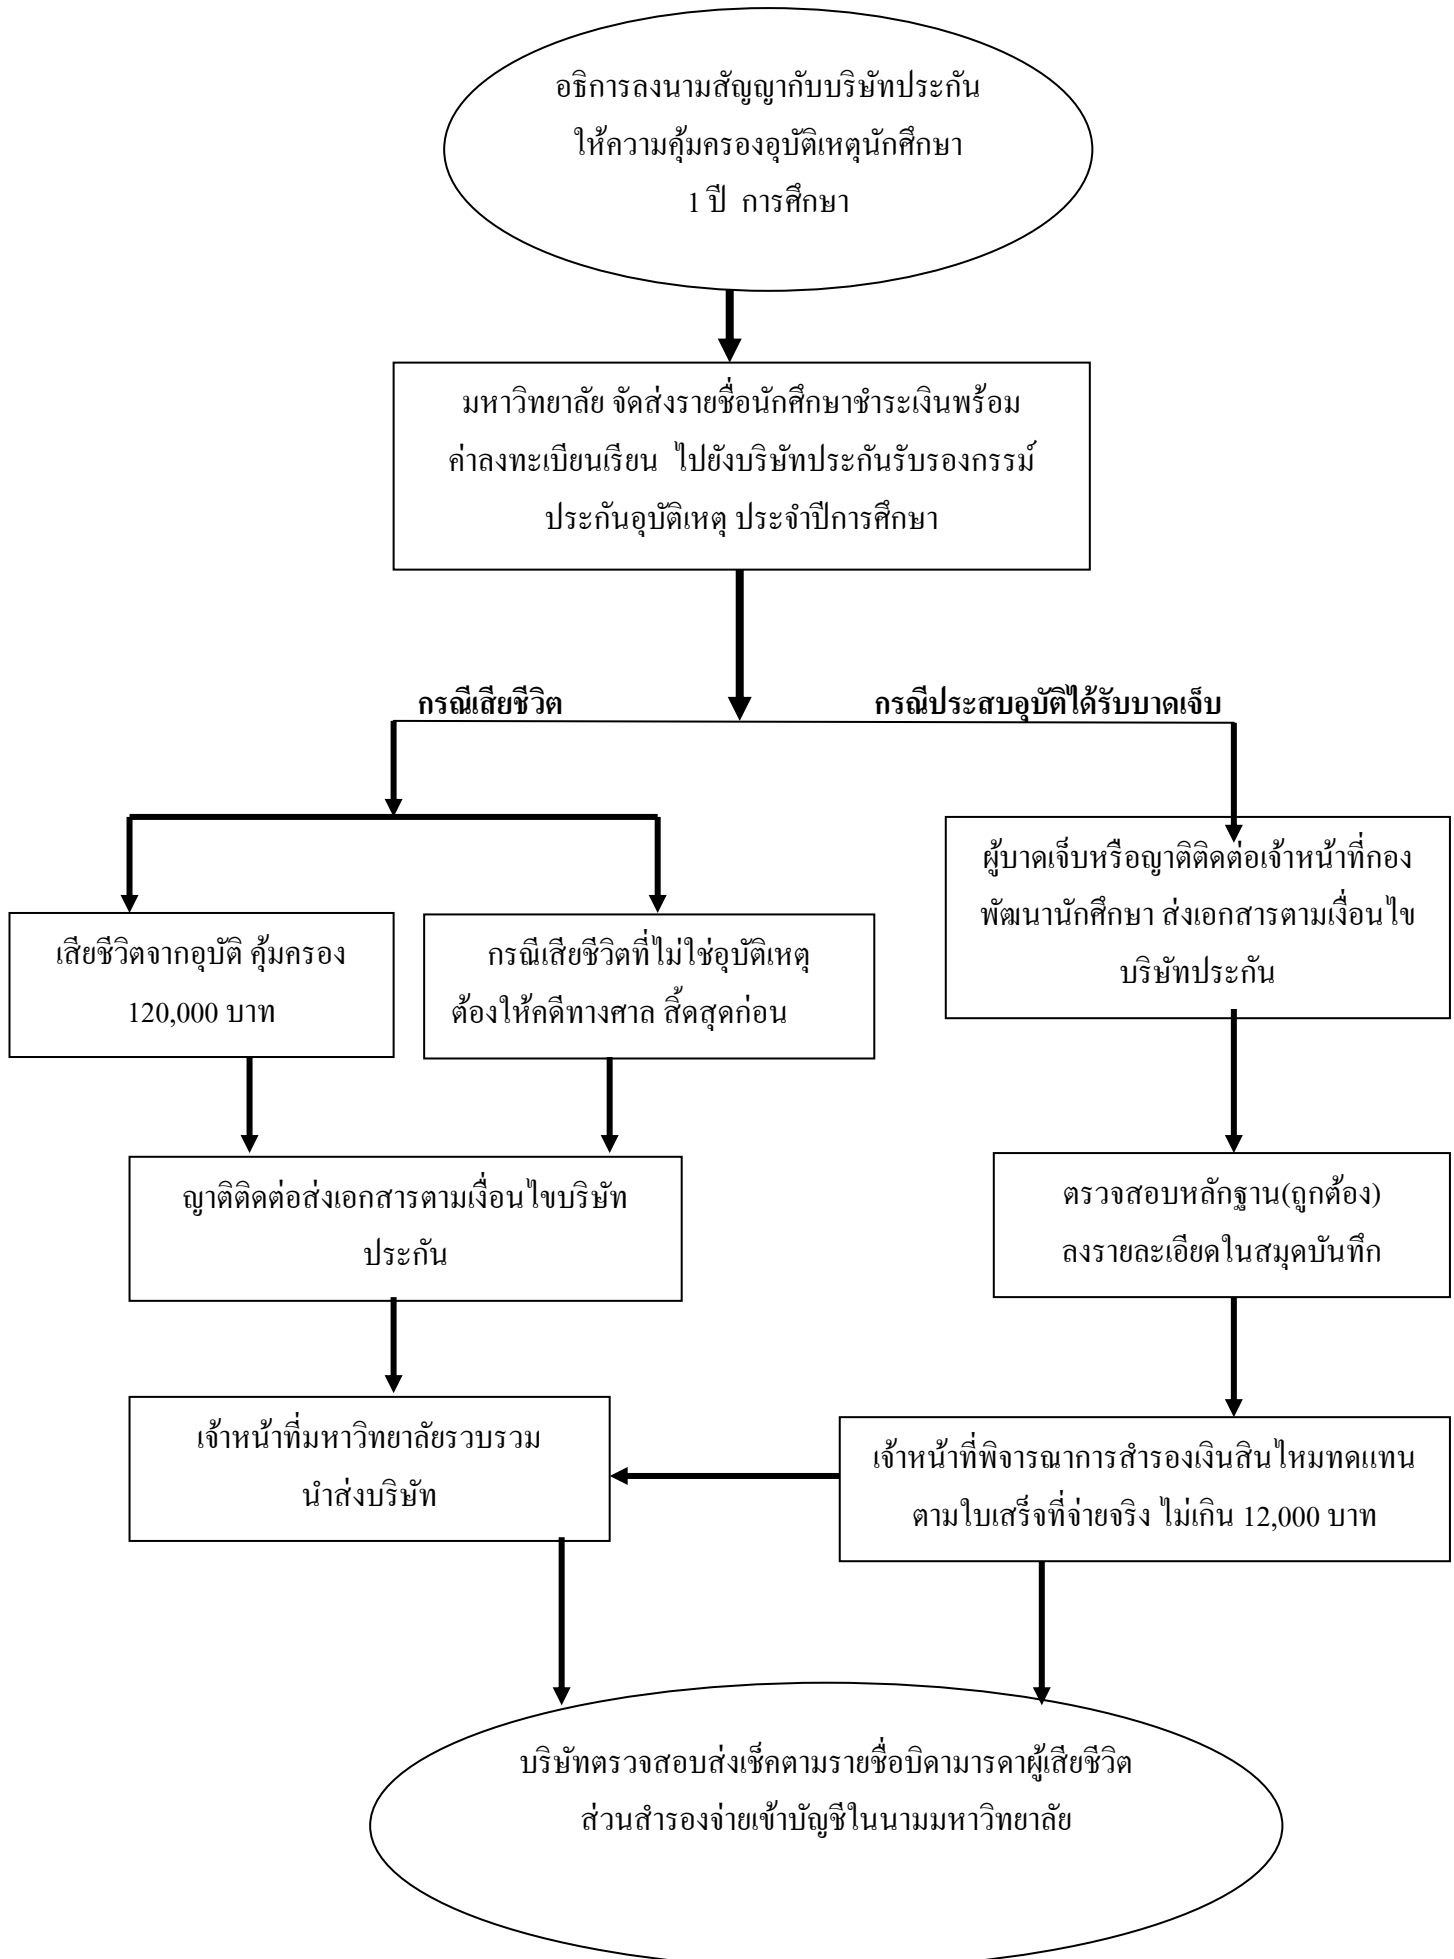 อธิการลงนามสัญญากับบริษัทประกัน
ให้ความคุ้มครองอุบัติเหตุนักศึกษา
1 ปี การศึกษา
มหาวิทยาลัย จัดส่งรายชื่อนักศึกษาชำระเงินพร้อม
ค่าลงทะเบียนเรียน ไปยังบริษัทประกันรับรองกรรม์
ประกันอุบัติเหตุ ประจำปีการศึกษา
กรณีเสียชีวิต
กรณีประสบอุบัติได้รับบาดเจ็บ
เสียชีวิตจากอุบัติ คุ้มครอง
120,000 บาท
กรณีเสียชีวิตที่ไม่ใช่อุบัติเหตุ
ต้องให้คดีทางศาล สิ้ดสุดก่อน
ผู้บาดเจ็บหรือญาติติดต่อเจ้าหน้าที่กอง
พัฒนานักศึกษา ส่งเอกสารตามเงื่อนไข
บริษัทประกัน
ญาติติดต่อส่งเอกสารตามเงื่อนไขบริษัท
ประกัน
ตรวจสอบหลักฐาน(ถูกต้อง)
ลงรายละเอียดในสมุดบันทึก
เจ้าหน้าที่มหาวิทยาลัยรวบรวม
นำส่งบริษัท
เจ้าหน้าที่พิจารณาการสำรองเงินสินไหมทดแทน
ตามใบเสร็จที่จ่ายจริง ไม่เกิน 12,000 บาท
บริษัทตรวจสอบส่งเช็คตามรายชื่อบิดามารดาผู้เสียชีวิต
ส่วนสำรองจ่ายเข้าบัญชีในนามมหาวิทยาลัย